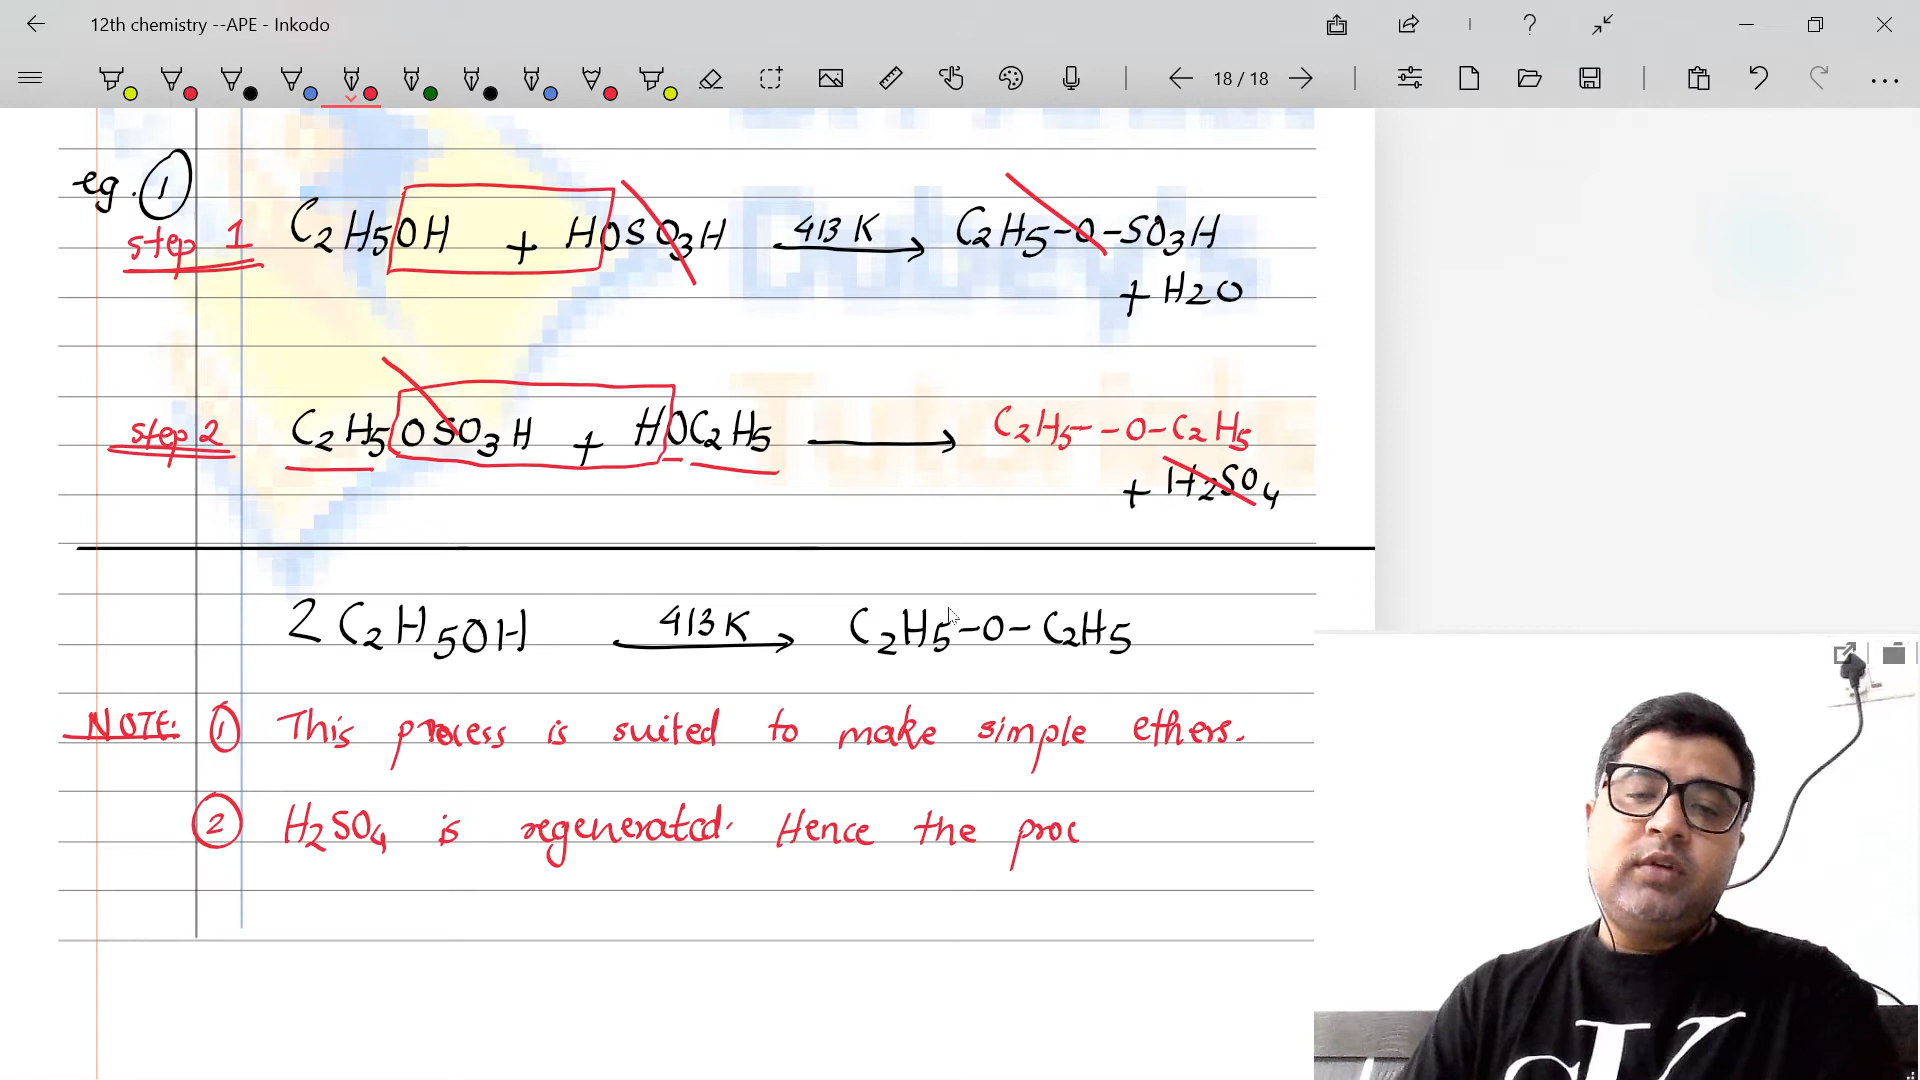 12th chemistry --APE - Inkodo
18 / 18
eg. 1
step 1 C2H5OH + HOSO3H 413 K C2H5-O-SO3H
+ H2O
step 2 C2H5OSO3H + HOC2H5 C2H5--O-C2H5
+ H2SO4
2 C2H5OH 413 K C2H5-O-C2H5
NOTE: 1 This process is suited to make simple ethers.
2 H2SO4 is regenerated. Hence the proc